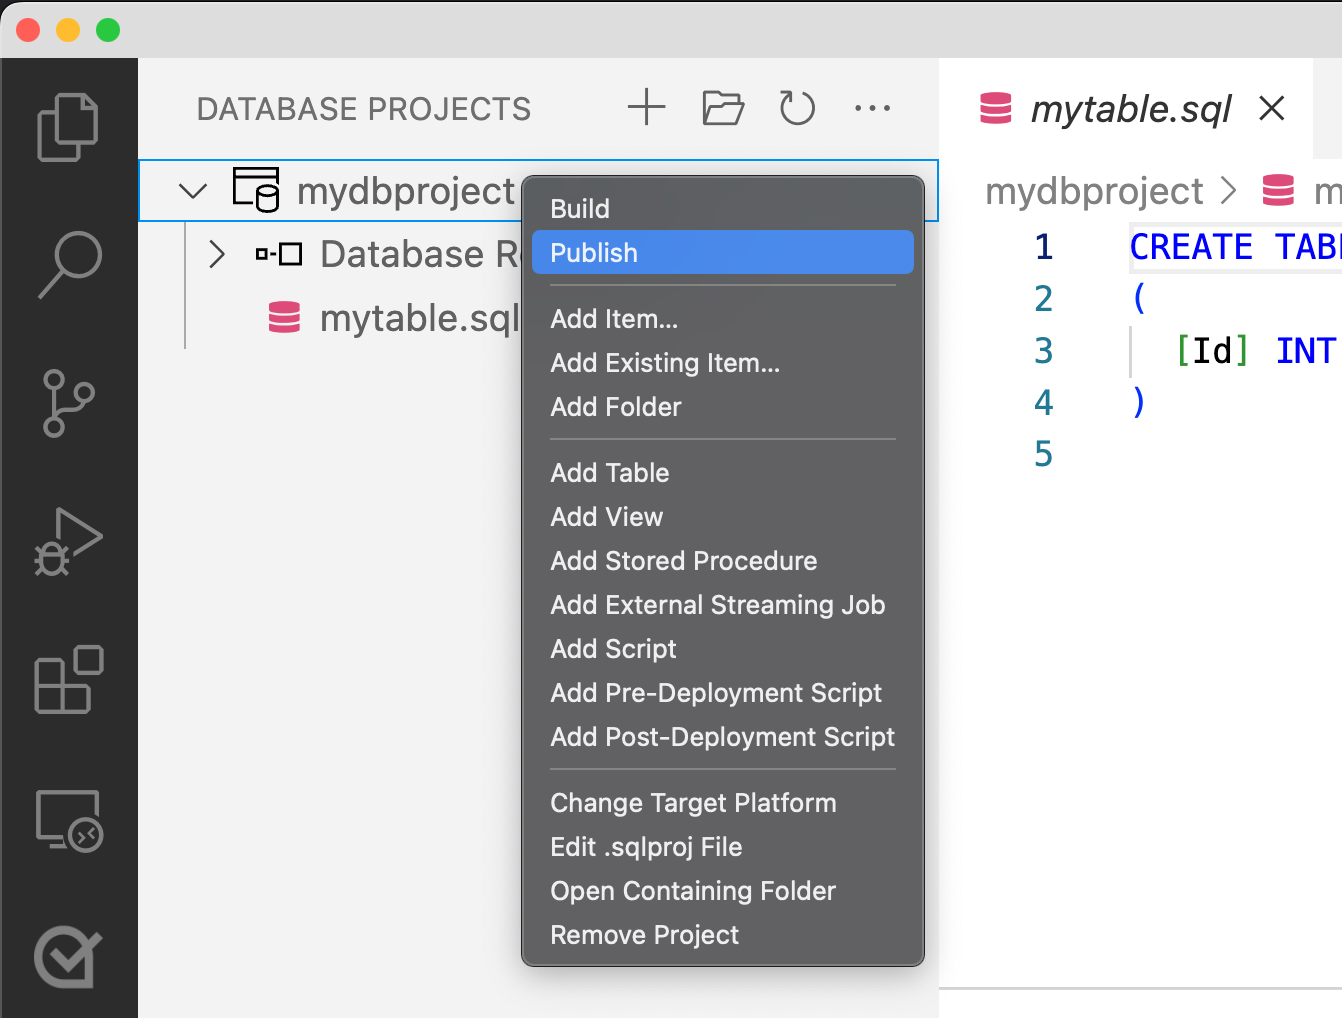 DATABASE PROJECTS
mydbproject
Database
mytable.sql
Build
Publish
Add Item...
Add Existing Item...
Add Folder
Add Table
Add View
Add Stored Procedure
Add External Streaming Job
Add Script
Add Pre-Deployment Script
Add Post-Deployment Script
Change Target Platform
Edit .sqlproj File
Open Containing Folder
Remove Project
mytable.sql
mydbproject >
1 CREATE
2 (
3 [Id] INT
4 )
5